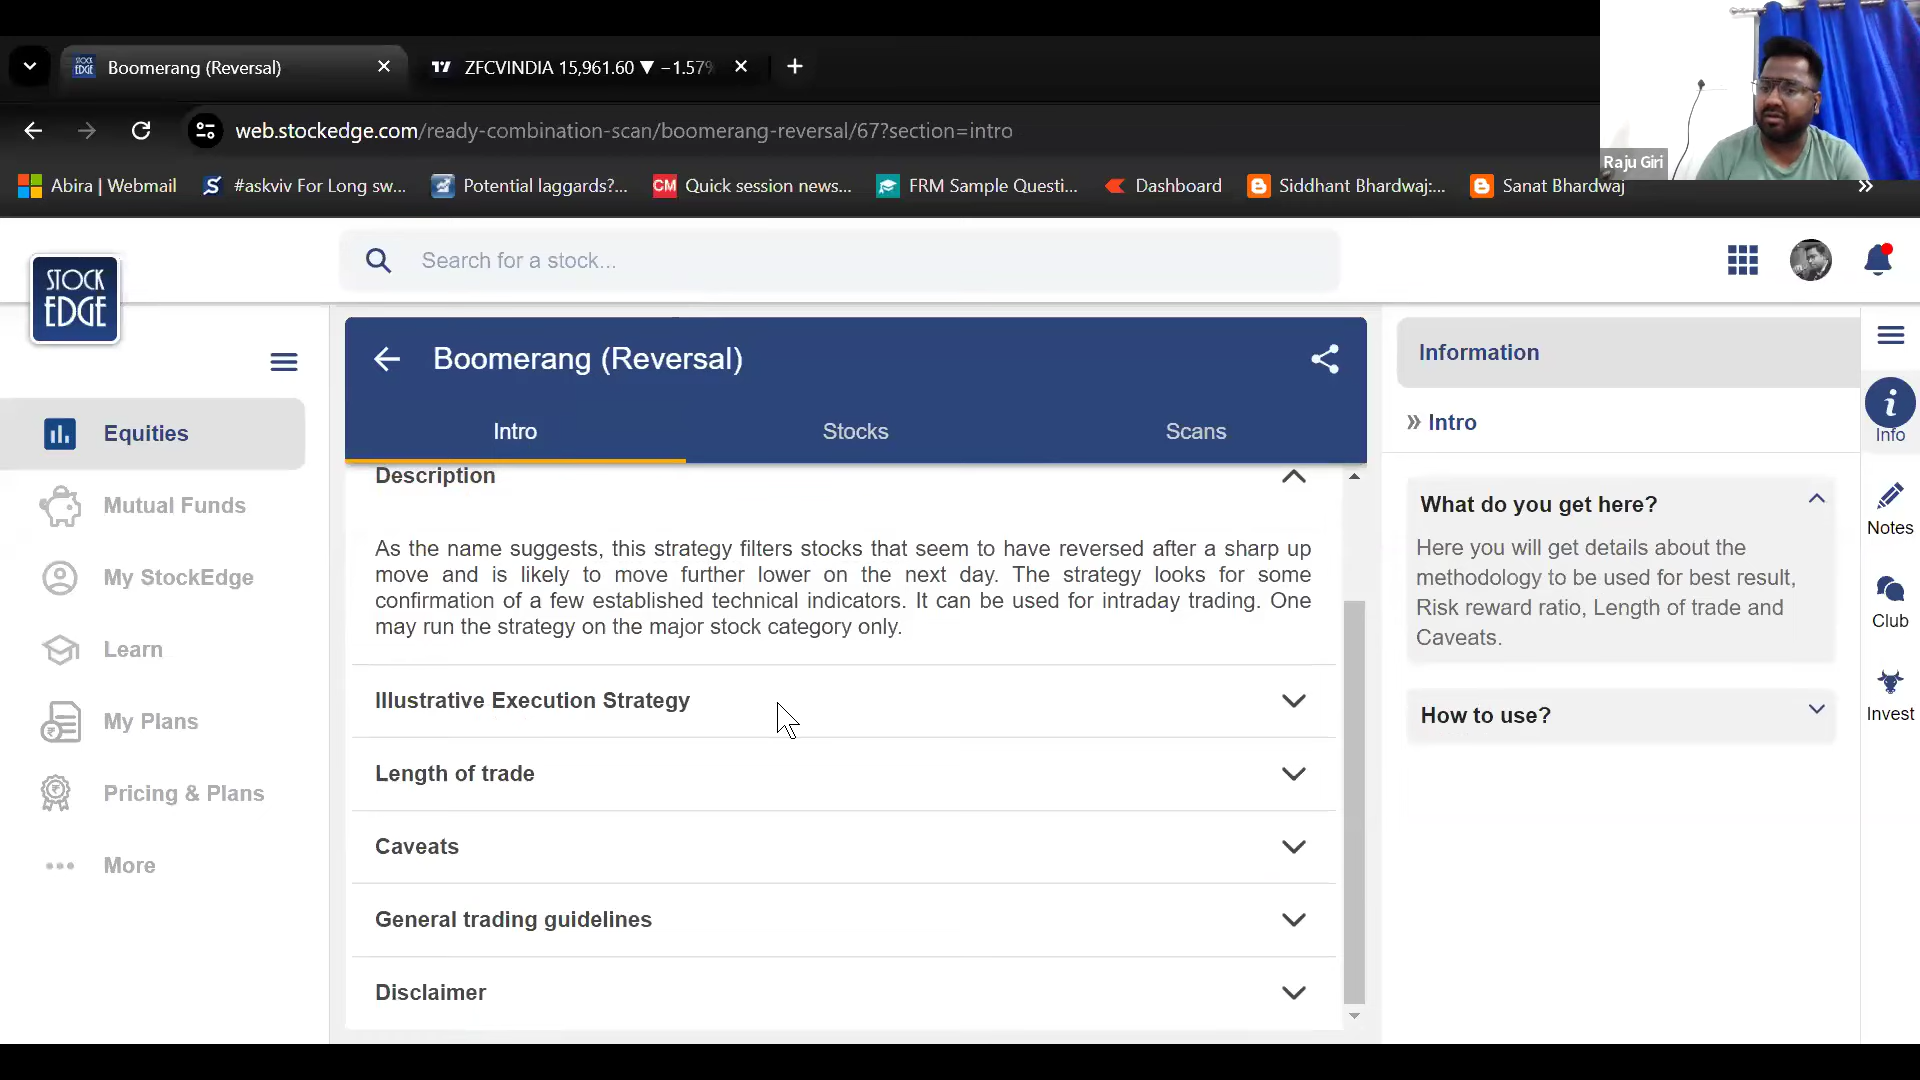 Boomerang (Reversal)
ZFCVINDIA 15,961.60 ▼ −1.57%
web.stockedge.com/ready-combination-scan/boomerang-reversal/67?section=intro
Abira | Webmail
#askviv For Long sw...
Potential laggards?...
CM Quick session news...
FRM Sample Questi...
Dashboard
Siddhant Bhardwaj:...
Sanat Bhardwaj
Raju Giri
STOCK
EDGE
Search for a stock...
Equities
Mutual Funds
My StockEdge
Learn
My Plans
Pricing & Plans
More
Boomerang (Reversal)
Intro
Stocks
Scans
Description
As the name suggests, this strategy filters stocks that seem to have reversed after a sharp up
move and is likely to move further lower on the next day. The strategy looks for some
confirmation of a few established technical indicators. It can be used for intraday trading. One
may run the strategy on the major stock category only.
Illustrative Execution Strategy
Length of trade
Caveats
General trading guidelines
Disclaimer
Information
» Intro
What do you get here?
Here you will get details about the
methodology to be used for best result,
Risk reward ratio, Length of trade and
Caveats.
How to use?
Info
Notes
Club
Invest